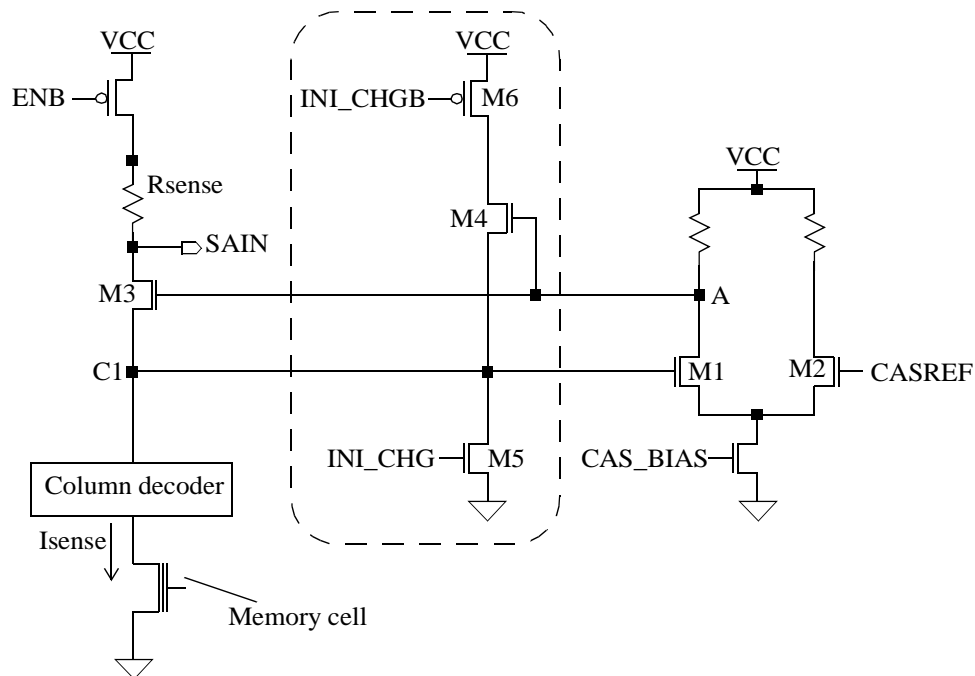 VCC
ENB
Rsense
SAIN
M3
C1
Column decoder
Isense
Memory cell
VCC
INI_CHGB
M6
M4
INI_CHG
M5
VCC
A
M1
M2
CASREF
CAS_BIAS